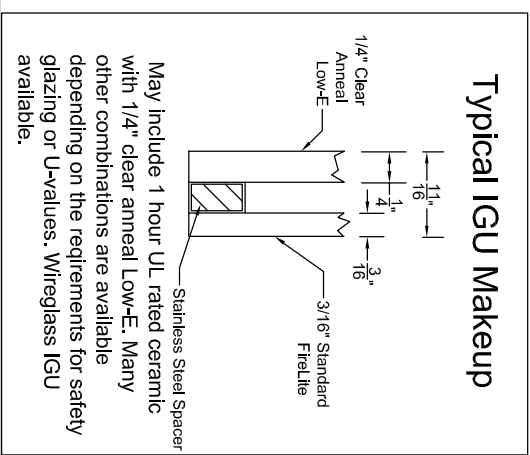 Typical IGU Makeup
11"
16
1"
4
3"
16
1/4" Clear
Anneal
Low-E
3/16" Standard
FireLite
Stainless Steel Spacer
May include 1 hour UL rated ceramic
with 1/4" clear anneal Low-E. Many
other combinations are available
depending on the reqirements for safety
glazing or U-values. Wireglass IGU
available.